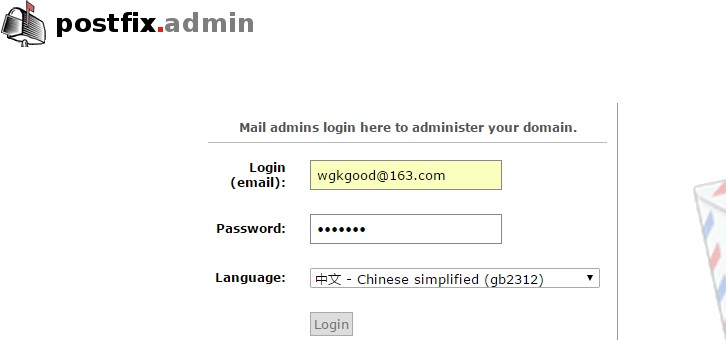 postfix.admin
Mail admins login here to administer your domain.
Login (email): wgkgood@163.com
Password: •••••••
Language: 中文 - Chinese simplified (gb2312)
Login